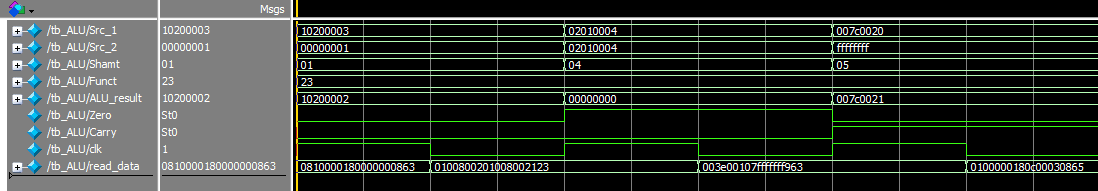 Msgs
/tb_ALU/Src_1 10200003 10200003 02010004 007c0020
/tb_ALU/Src_2 00000001 00000001 02010004 ffffffff
/tb_ALU/Shamt 01 01 04 05
/tb_ALU/Funct 23 23
/tb_ALU/ALU_result 10200002 10200002 00000000 007c0021
/tb_ALU/Zero St0
/tb_ALU/Carry St0
/tb_ALU/clk 1
/tb_ALU/read_data 0810000180000000863 0810000180000000863 0100800201008002123 003e00107fffffff963 0100000180c00030865